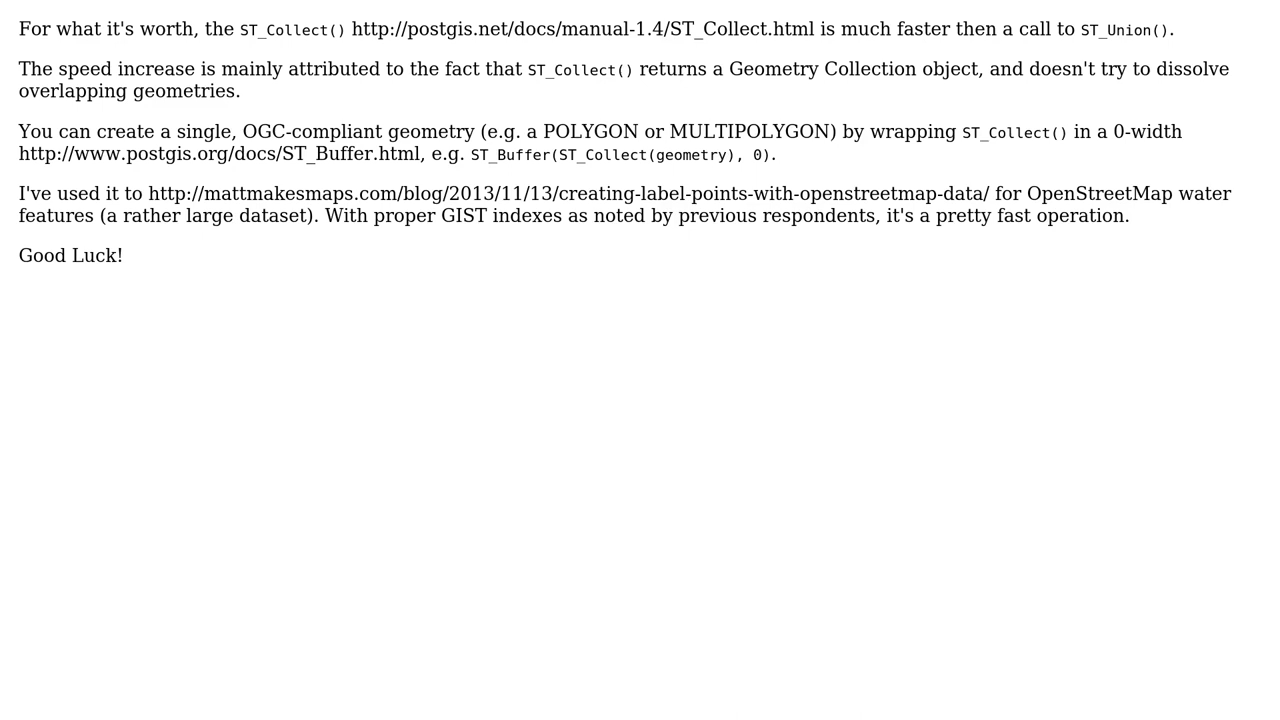 For what it's worth, the ST_Collect() http://postgis.net/docs/manual-1.4/ST_Collect.html is much faster then a call to ST_Union().
The speed increase is mainly attributed to the fact that ST_Collect() returns a Geometry Collection object, and doesn't try to dissolve
overlapping geometries.
You can create a single, OGC-compliant geometry (e.g. a POLYGON or MULTIPOLYGON) by wrapping ST_Collect() in a 0-width
http://www.postgis.org/docs/ST_Buffer.html, e.g. ST_Buffer(ST_Collect(geometry), 0).
I've used it to http://mattmakesmaps.com/blog/2013/11/13/creating-label-points-with-openstreetmap-data/ for OpenStreetMap water
features (a rather large dataset). With proper GIST indexes as noted by previous respondents, it's a pretty fast operation.
Good Luck!